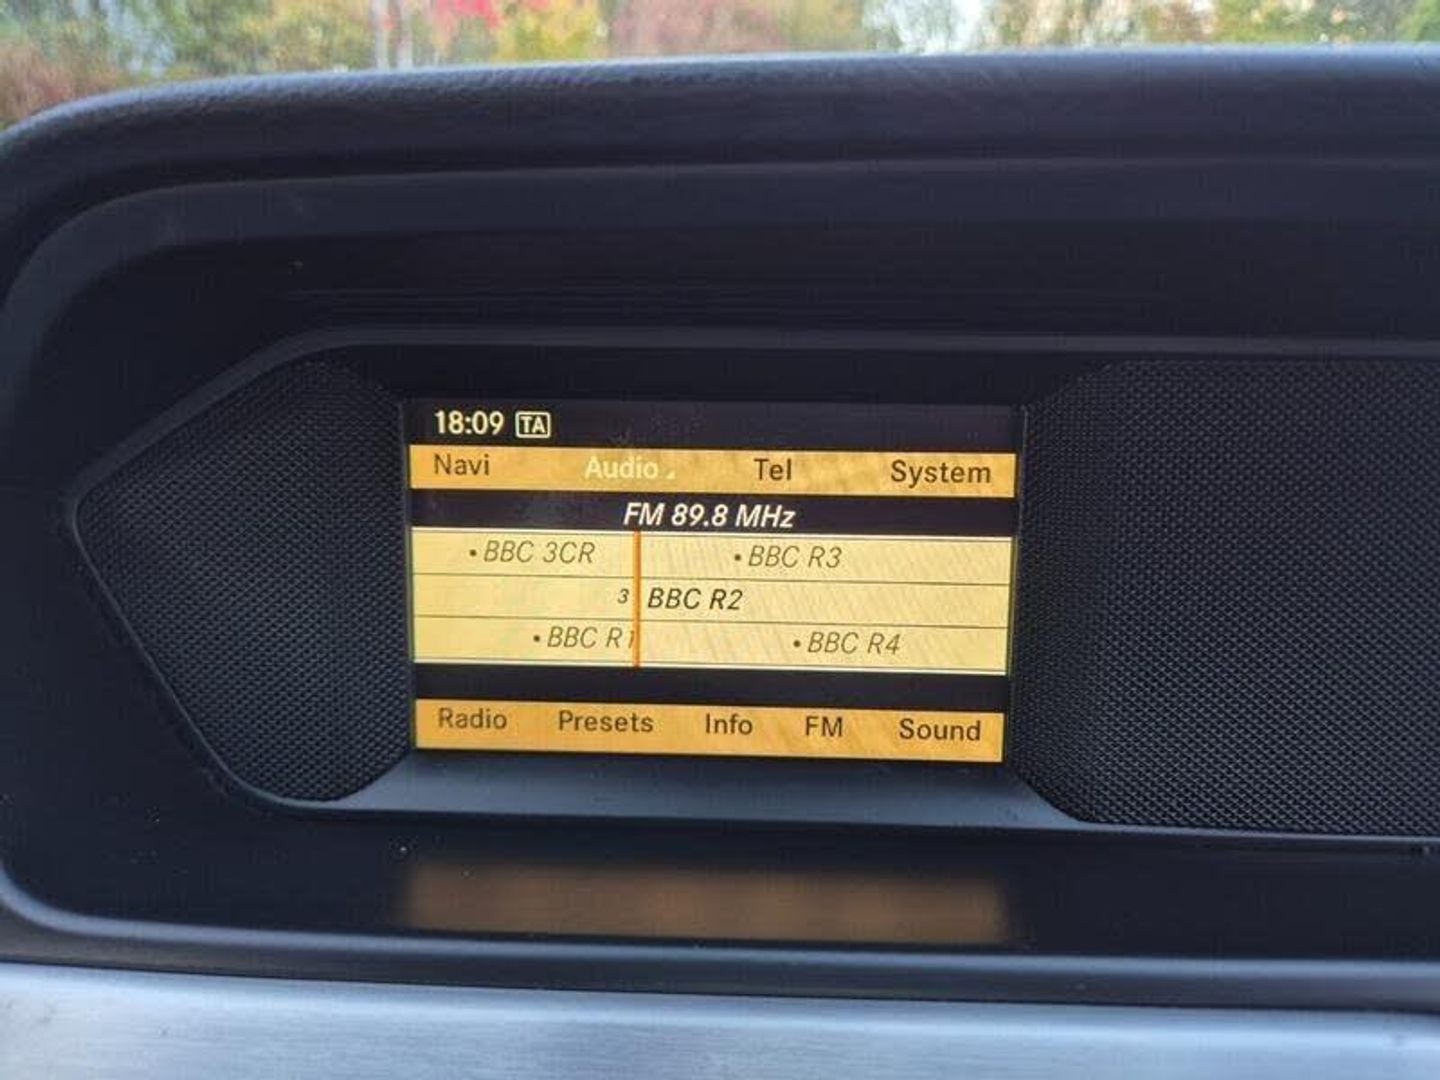 18:09 TA
Navi Audio Tel System
FM 89.8 MHz
• BBC 3CR • BBC R3
3 BBC R2
• BBC R1 • BBC R4
Radio Presets Info FM Sound